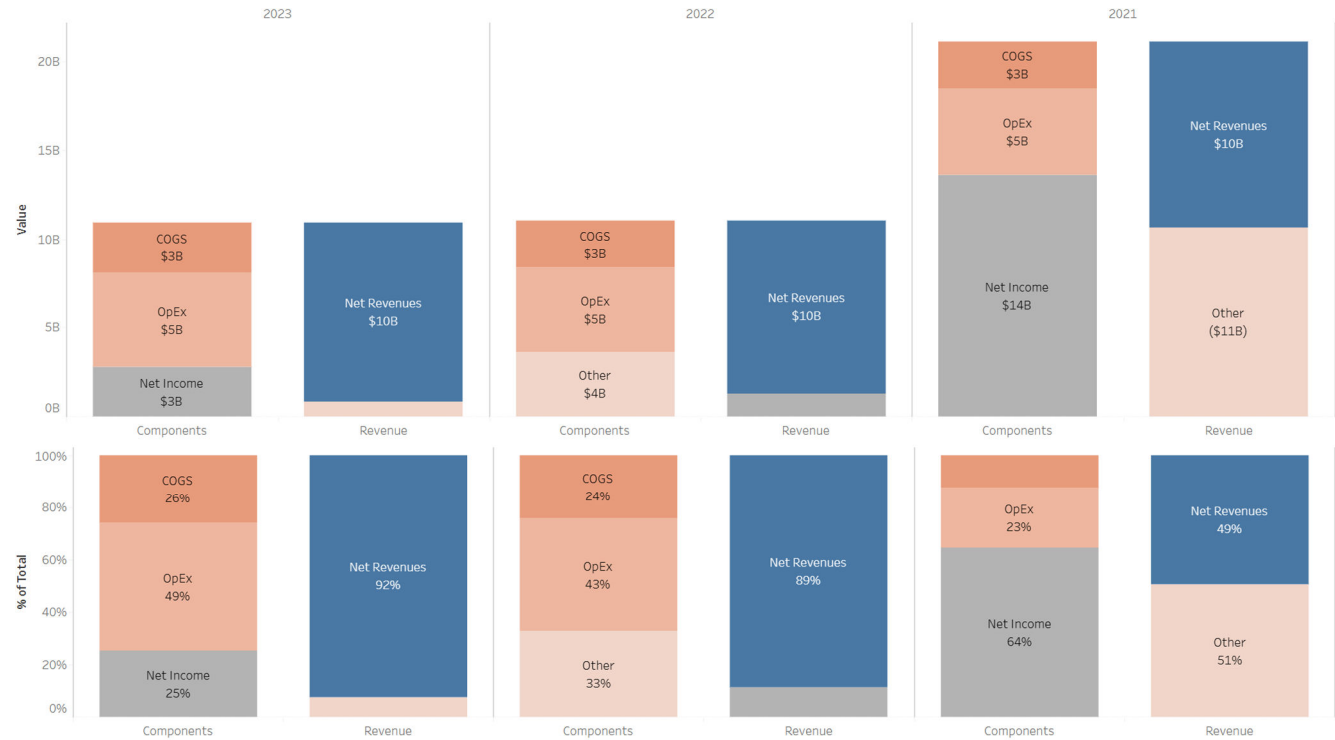 2023
2022
2021
Value
20B
15B
10B
5B
0B
COGS
$3B
OpEx
$5B
Net Income
$3B
Net Revenues
$10B
COGS
$3B
OpEx
$5B
Other
$4B
Net Revenues
$10B
COGS
$3B
OpEx
$5B
Net Income
$14B
Net Revenues
$10B
Other
($11B)
Components
Revenue
Components
Revenue
Components
Revenue
% of Total
100%
80%
60%
40%
20%
0%
COGS
26%
OpEx
49%
Net Income
25%
Net Revenues
92%
COGS
24%
OpEx
43%
Other
33%
Net Revenues
89%
OpEx
23%
Net Income
64%
Net Revenues
49%
Other
51%
Components
Revenue
Components
Revenue
Components
Revenue